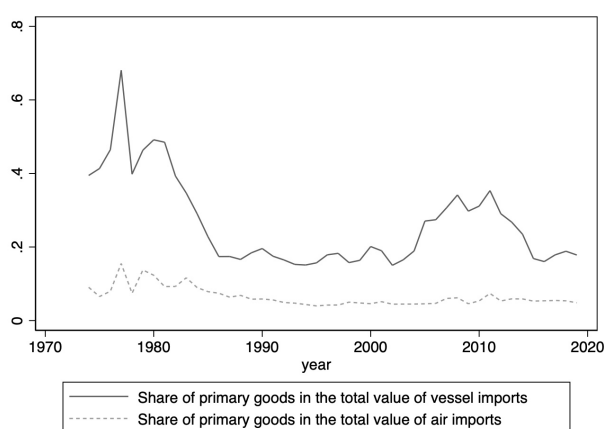 .8
.6
.4
.2
0
1970 1980 1990 2000 2010 2020
year
Share of primary goods in the total value of vessel imports
Share of primary goods in the total value of air imports